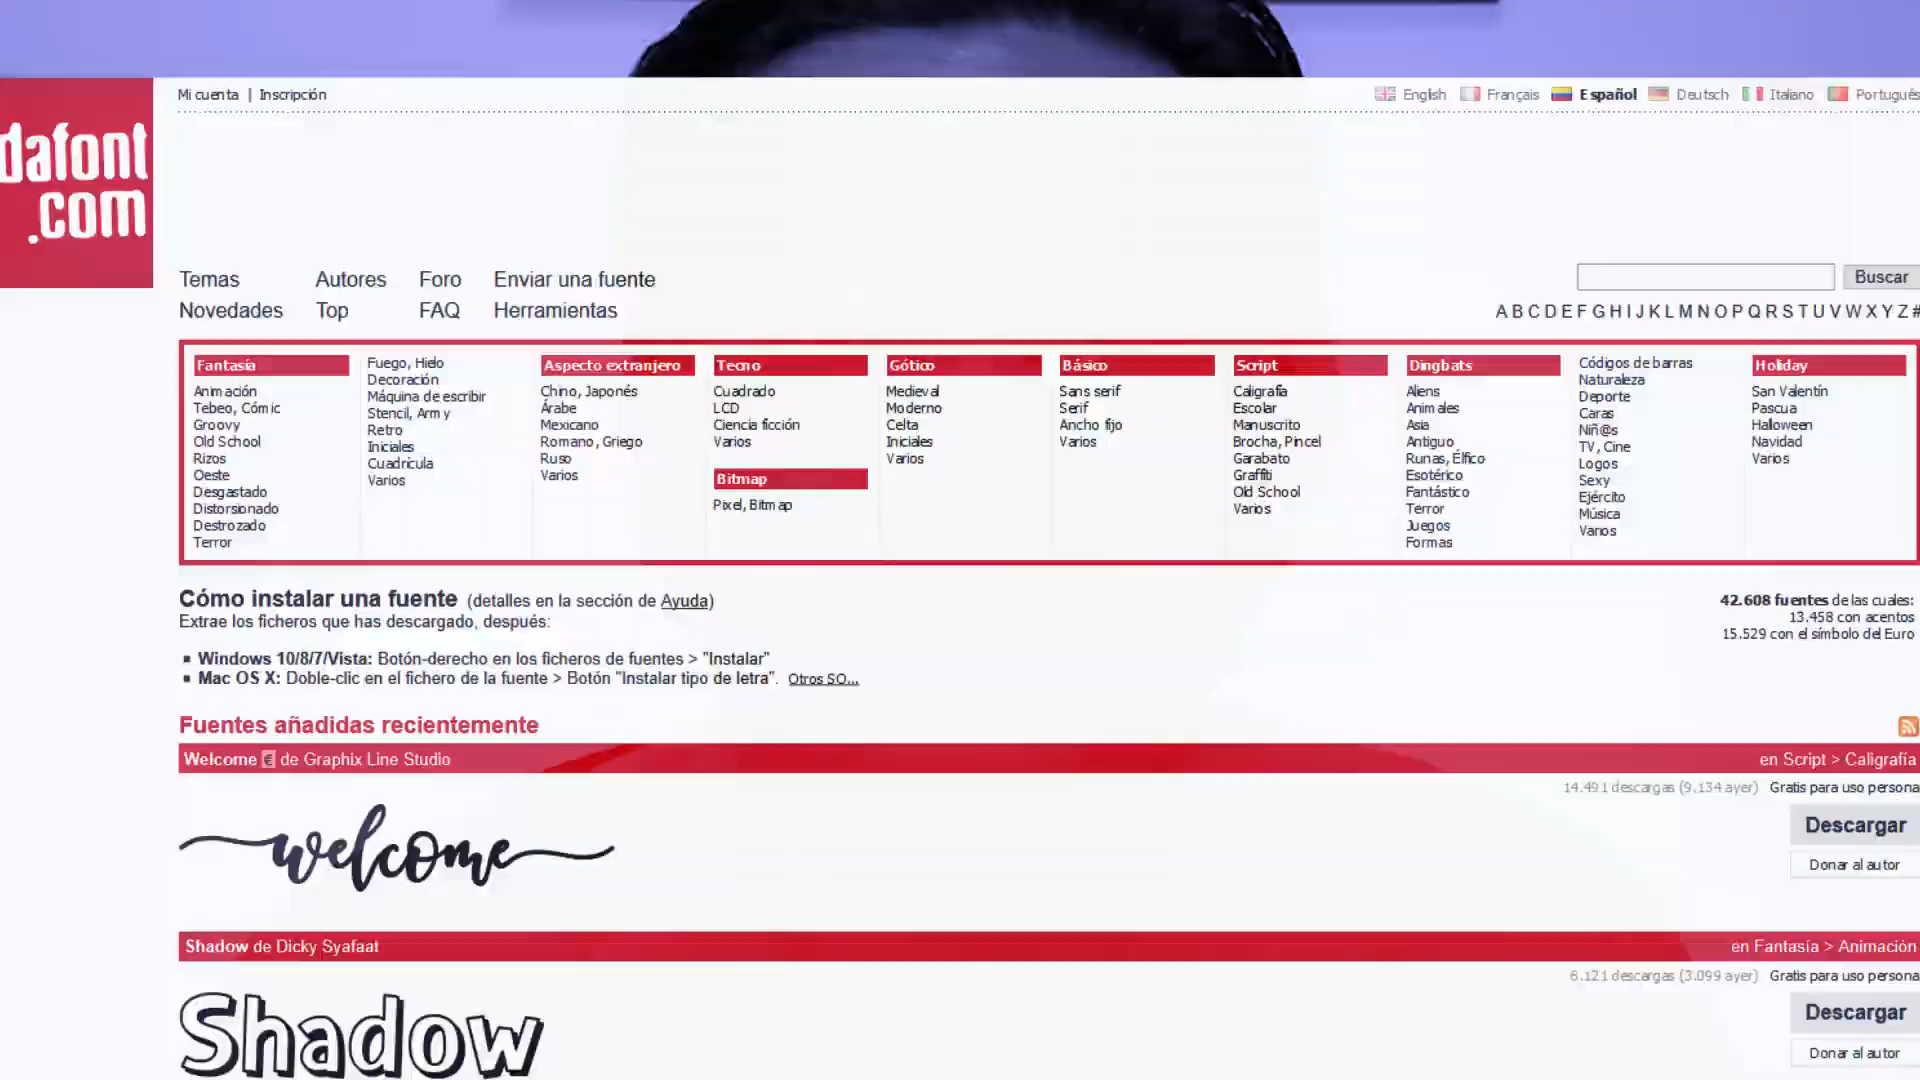 Mi cuenta | Inscripción
English Français Español Deutsch Italiano Português
dafont
.com
Temas Autores Foro Enviar una fuente
Novedades Top FAQ Herramientas
Buscar
A B C D E F G H I J K L M N O P Q R S T U V W X Y Z #
Fantasía
Animación
Tebeo, Cómic
Groovy
Old School
Rizos
Oeste
Desgastado
Distorsionado
Destrozado
Terror
Fuego, Hielo
Decoración
Máquina de escribir
Stencil, Army
Retro
Iniciales
Cuadrícula
Varios
Aspecto extranjero
Chino, Japonés
Árabe
Mexicano
Romano, Griego
Ruso
Varios
Tecno
Cuadrado
LCD
Ciencia ficción
Varios
Bitmap
Pixel, Bitmap
Gótico
Medieval
Moderno
Celta
Iniciales
Varios
Básico
Sans serif
Serif
Ancho fijo
Varios
Script
Caligrafía
Escolar
Manuscrito
Brocha, Pincel
Garabato
Graffiti
Old School
Varios
Dingbats
Aliens
Animales
Asia
Antiguo
Runas, Élfico
Esotérico
Fantástico
Terror
Juegos
Formas
Códigos de barras
Naturaleza
Deporte
Caras
Niñ@s
TV, Cine
Logos
Sexy
Ejército
Música
Varios
Holiday
San Valentín
Pascua
Halloween
Navidad
Varios
Cómo instalar una fuente (detalles en la sección de Ayuda)
Extrae los ficheros que has descargado, después:
Windows 10/8/7/Vista: Botón-derecho en los ficheros de fuentes > "Instalar"
Mac OS X: Doble-clic en el fichero de la fuente > Botón "Instalar tipo de letra". Otros SO...
42.608 fuentes de las cuales:
13.458 con acentos
15.529 con el símbolo del Euro
Fuentes añadidas recientemente
Welcome € de Graphix Line Studio en Script > Caligrafía
14.491 descargas (9.134 ayer) Gratis para uso persona
welcome
Descargar
Donar al autor
Shadow de Dicky Syafaat en Fantasía > Animación
6.121 descargas (3.099 ayer) Gratis para uso persona
Shadow
Descargar
Donar al autor